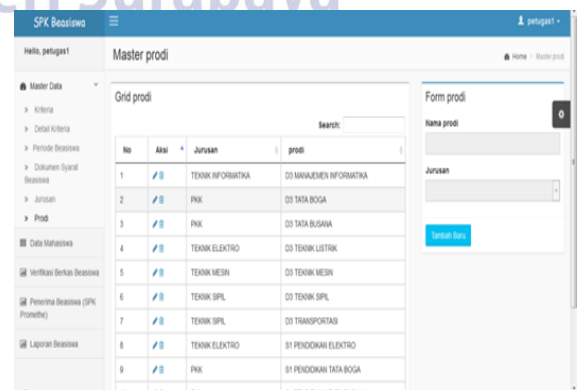 SPK Beasiswa
petugas1
Hello, petugas1
Master prodi
Home > Master prodi
Master Data
Kriteria
Detail Kriteria
Periode Beasiswa
Dokumen Syarat
Beasiswa
Jurusan
Prodi
Data Mahasiswa
Verifikasi Berkas Beasiswa
Penerima Beasiswa (SPK
Promethe)
Laporan Beasiswa
Grid prodi
Search:
No Aksi Jurusan prodi
1 TEKNIK INFORMATIKA D3 MANAJEMEN INFORMATIKA
2 PKK D3 TATA BOGA
3 PKK D3 TATA BUSANA
4 TEKNIK ELEKTRO D3 TEKNIK LISTRIK
5 TEKNIK MESIN D3 TEKNIK MESIN
6 TEKNIK SIPIL D3 TEKNIK SIPIL
7 TEKNIK SIPIL D3 TRANSPORTASI
8 TEKNIK ELEKTRO S1 PENDIDIKAN ELEKTRO
9 PKK S1 PENDIDIKAN TATA BOGA
Form prodi
Nama prodi
Jurusan
Tambah Baru